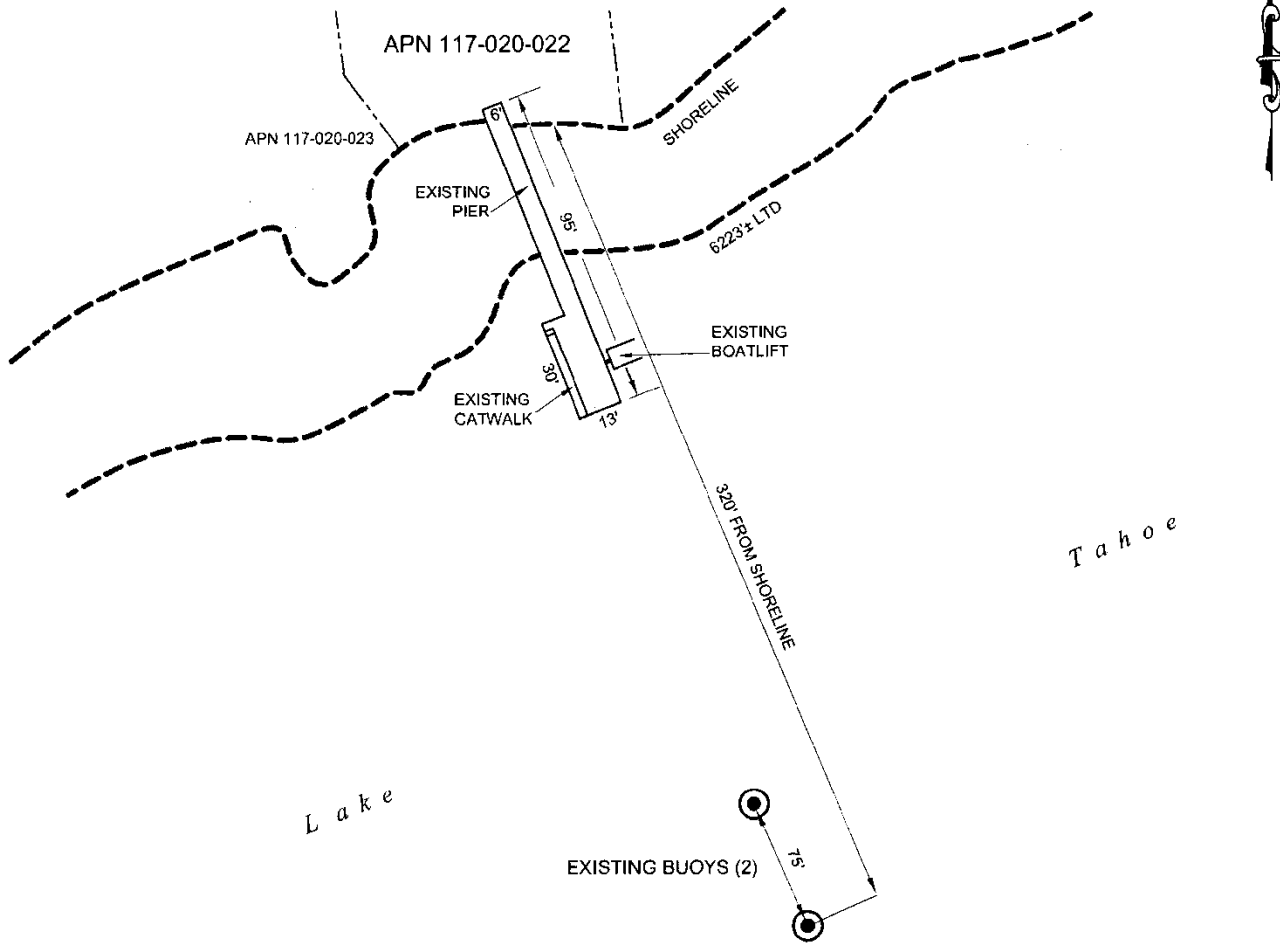 APN 117-020-022
6'
APN 117-020-023
SHORELINE
EXISTING
PIER
95'
6223'± LTD
EXISTING
BOATLIFT
30'
EXISTING
CATWALK
13'
320' FROM SHORELINE
Tahoe
Lake
75'
EXISTING BUOYS (2)